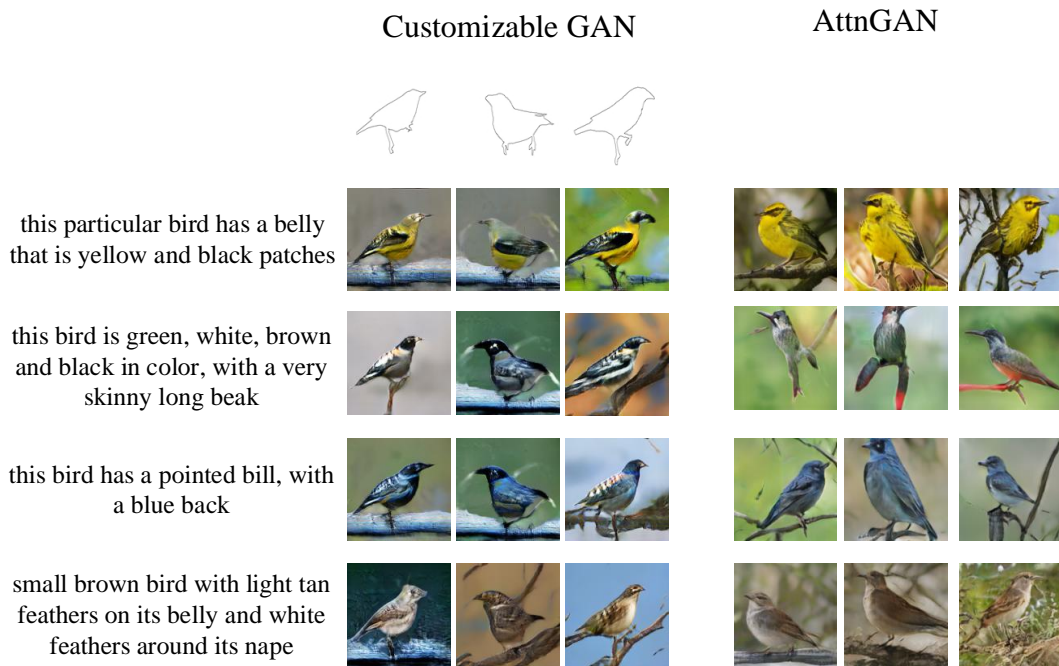 Customizable GAN
AttnGAN
this particular bird has a belly
that is yellow and black patches
this bird is green, white, brown
and black in color, with a very
skinny long beak
this bird has a pointed bill, with
a blue back
small brown bird with light tan
feathers on its belly and white
feathers around its nape